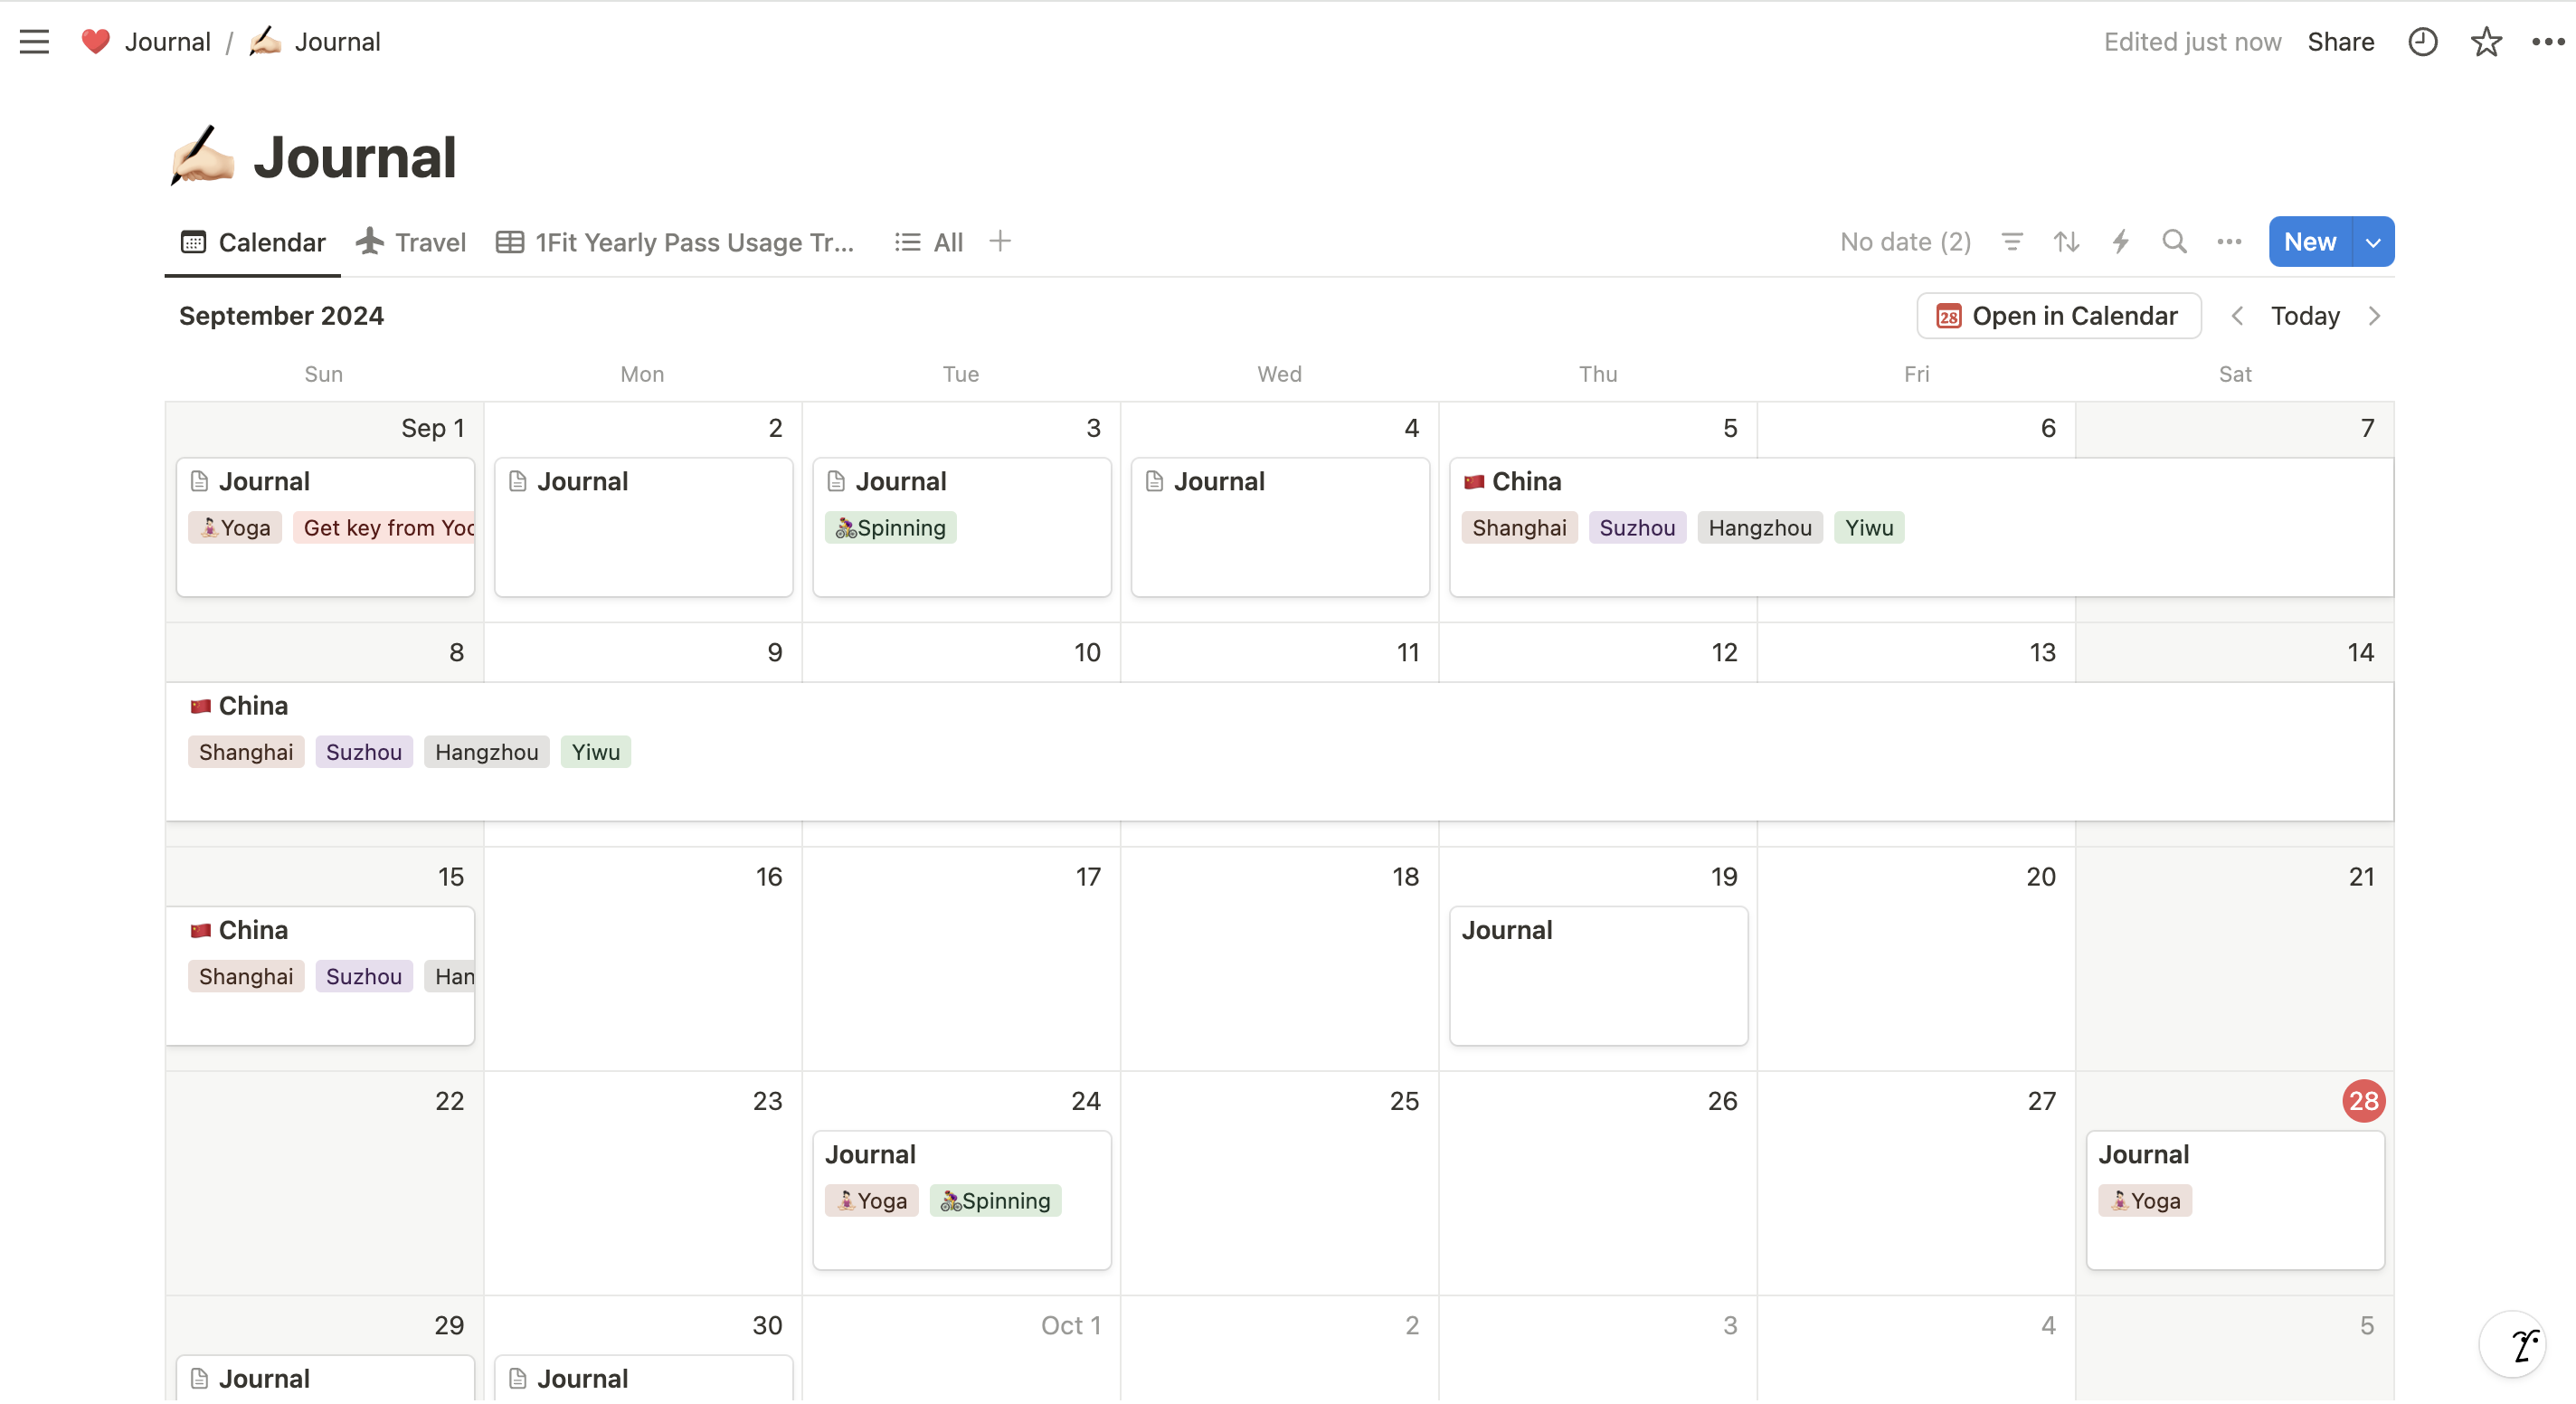 Journal / Journal
Edited just now Share
Journal
Calendar Travel 1Fit Yearly Pass Usage Tr... All
No date (2) New
September 2024
28 Open in Calendar Today
Sun Mon Tue Wed Thu Fri Sat
Sep 1 2 3 4 5 6 7
Journal Journal Journal Journal China
Yoga Get key from Spinning Shanghai Suzhou Hangzhou Yiwu
8 9 10 11 12 13 14
China
Shanghai Suzhou Hangzhou Yiwu
15 16 17 18 19 20 21
China Journal
Shanghai Suzhou Han
22 23 24 25 26 27 28
Journal Journal
Yoga Spinning Yoga
29 30 Oct 1 2 3 4 5
Journal Journal